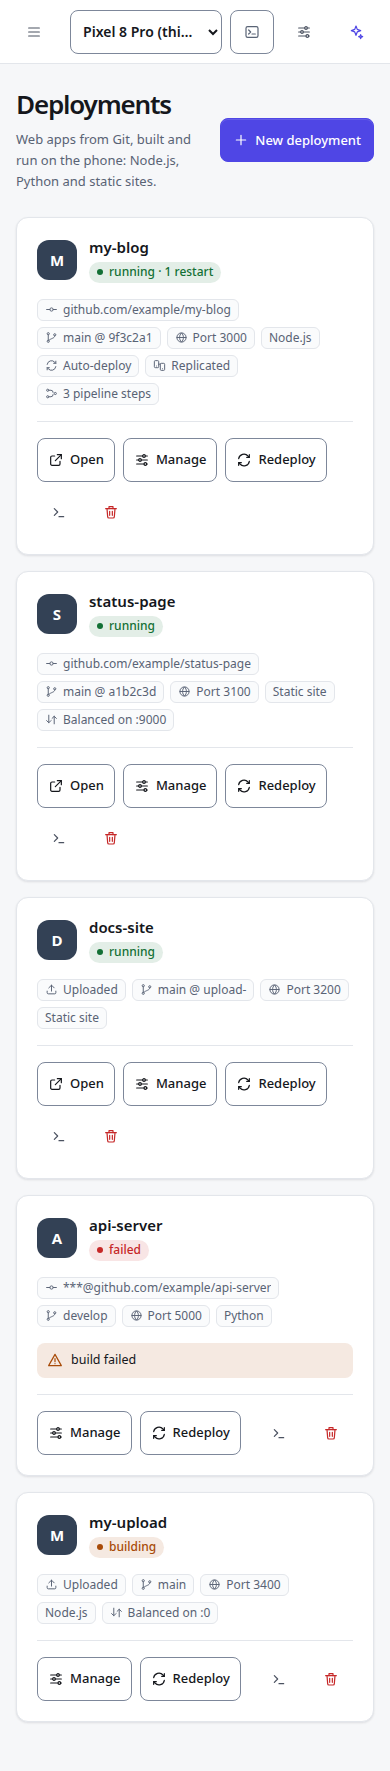 Pixel 8 Pro (thi...
Deployments
Web apps from Git, built and
run on the phone: Node.js,
Python and static sites.
New deployment
M
my-blog
running · 1 restart
github.com/example/my-blog
main @ 9f3c2a1 Port 3000 Node.js
Auto-deploy Replicated
3 pipeline steps
Open Manage Redeploy
S
status-page
running
github.com/example/status-page
main @ a1b2c3d Port 3100 Static site
Balanced on :9000
Open Manage Redeploy
D
docs-site
running
Uploaded main @ upload- Port 3200
Static site
Open Manage Redeploy
A
api-server
failed
***@github.com/example/api-server
develop Port 5000 Python
build failed
Manage Redeploy
M
my-upload
building
Uploaded main Port 3400
Node.js Balanced on :0
Manage Redeploy